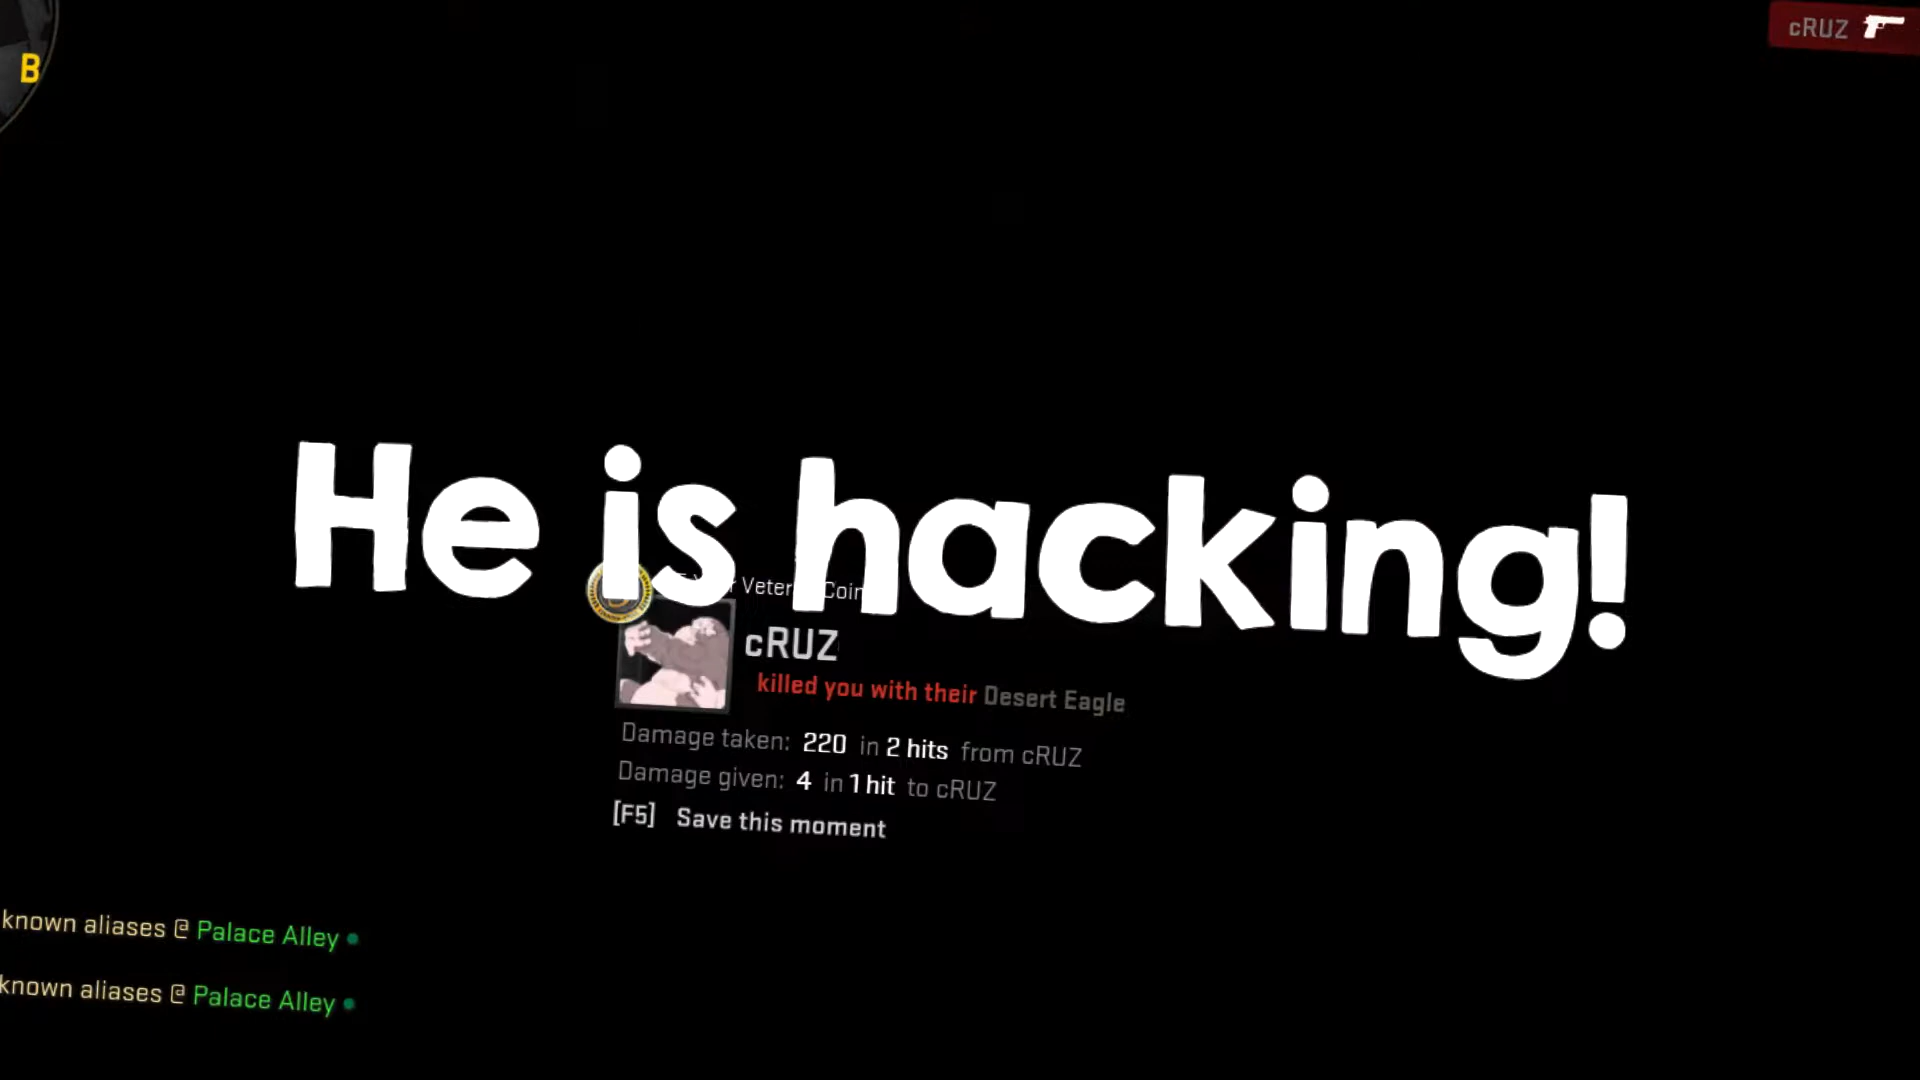 B
cRUZ
He is hacking!
Coin
cRUZ
killed you with their Desert Eagle
Damage taken: 220 in 2 hits from cRUZ
Damage given: 4 in 1 hit to cRUZ
[F5] Save this moment
known aliases @ Palace Alley
known aliases @ Palace Alley